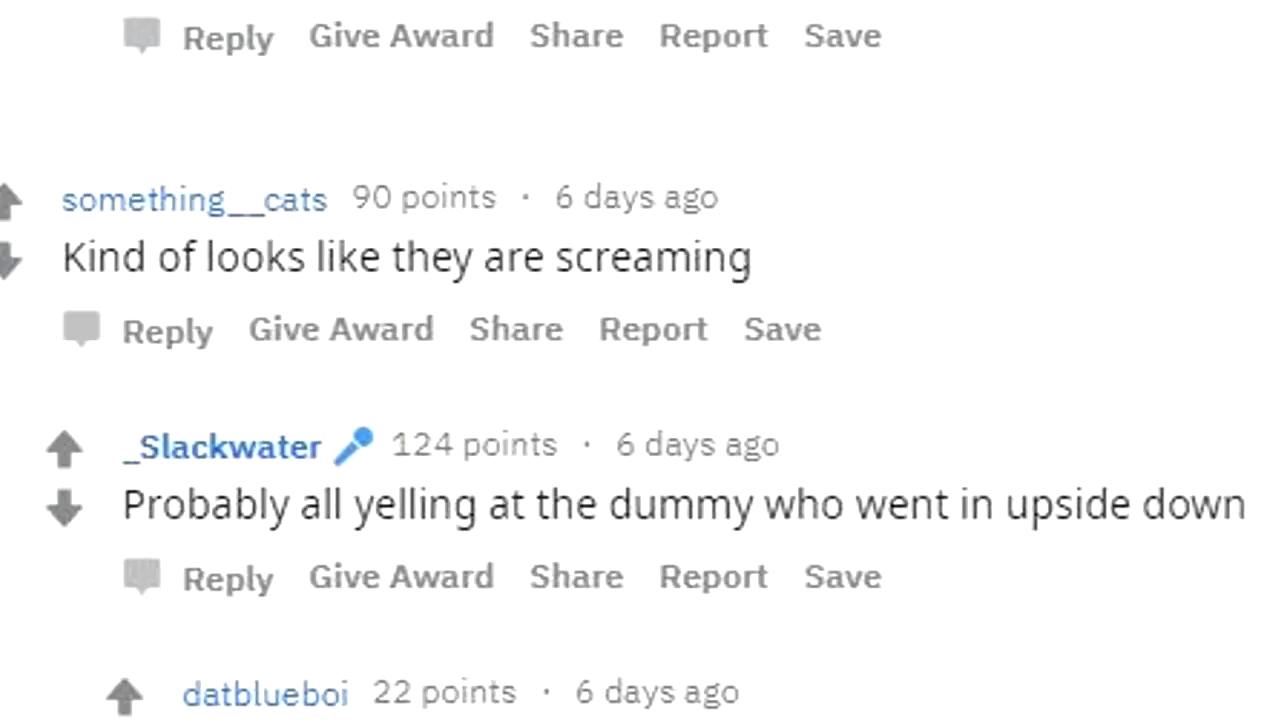 Reply Give Award Share Report Save
something__cats 90 points · 6 days ago
Kind of looks like they are screaming
Reply Give Award Share Report Save
_Slackwater 124 points · 6 days ago
Probably all yelling at the dummy who went in upside down
Reply Give Award Share Report Save
datblueboi 22 points · 6 days ago